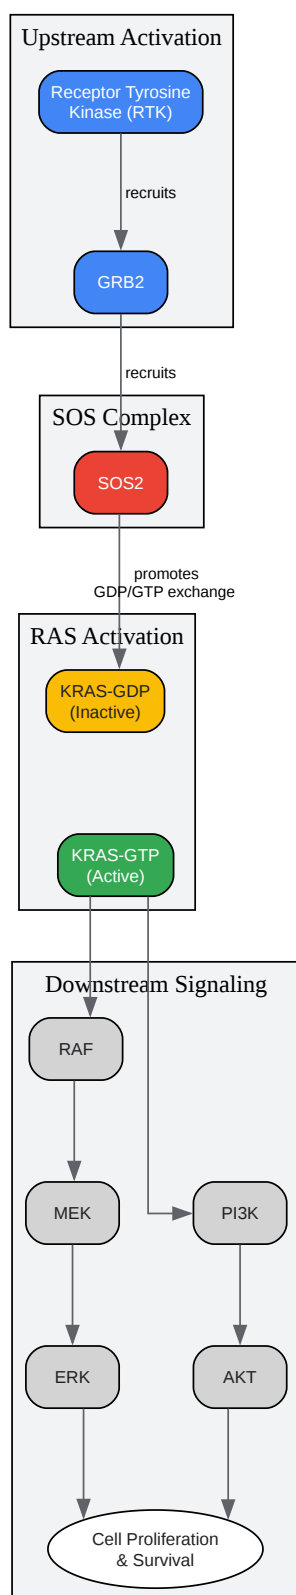 Upstream Activation
Receptor Tyrosine
Kinase (RTK)
recruits
GRB2
recruits
SOS Complex
SOS2
promotes
GDP/GTP exchange
RAS Activation
KRAS-GDP
(Inactive)
KRAS-GTP
(Active)
Downstream Signaling
RAF
MEK
PI3K
ERK
AKT
Cell Proliferation
& Survival